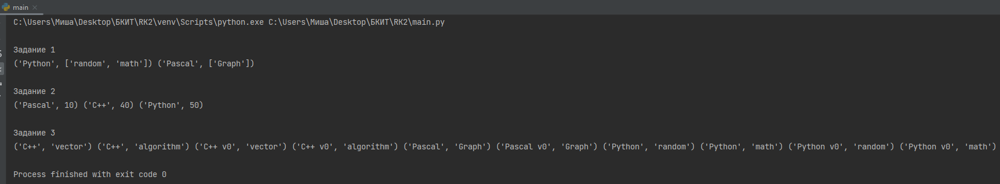 main
C:\Users\Миша\Desktop\БКИТ\RK2\venv\Scripts\python.exe C:\Users\Миша\Desktop\БКИТ\RK2\main.py
Задание 1
('Python', ['random', 'math']) ('Pascal', ['Graph'])
Задание 2
('Pascal', 10) ('C++', 40) ('Python', 50)
Задание 3
('C++', 'vector') ('C++', 'algorithm') ('C++ v0', 'vector') ('C++ v0', 'algorithm') ('Pascal', 'Graph') ('Pascal v0', 'Graph') ('Python', 'random') ('Python', 'math') ('Python v0', 'random') ('Python v0', 'math')
Process finished with exit code 0